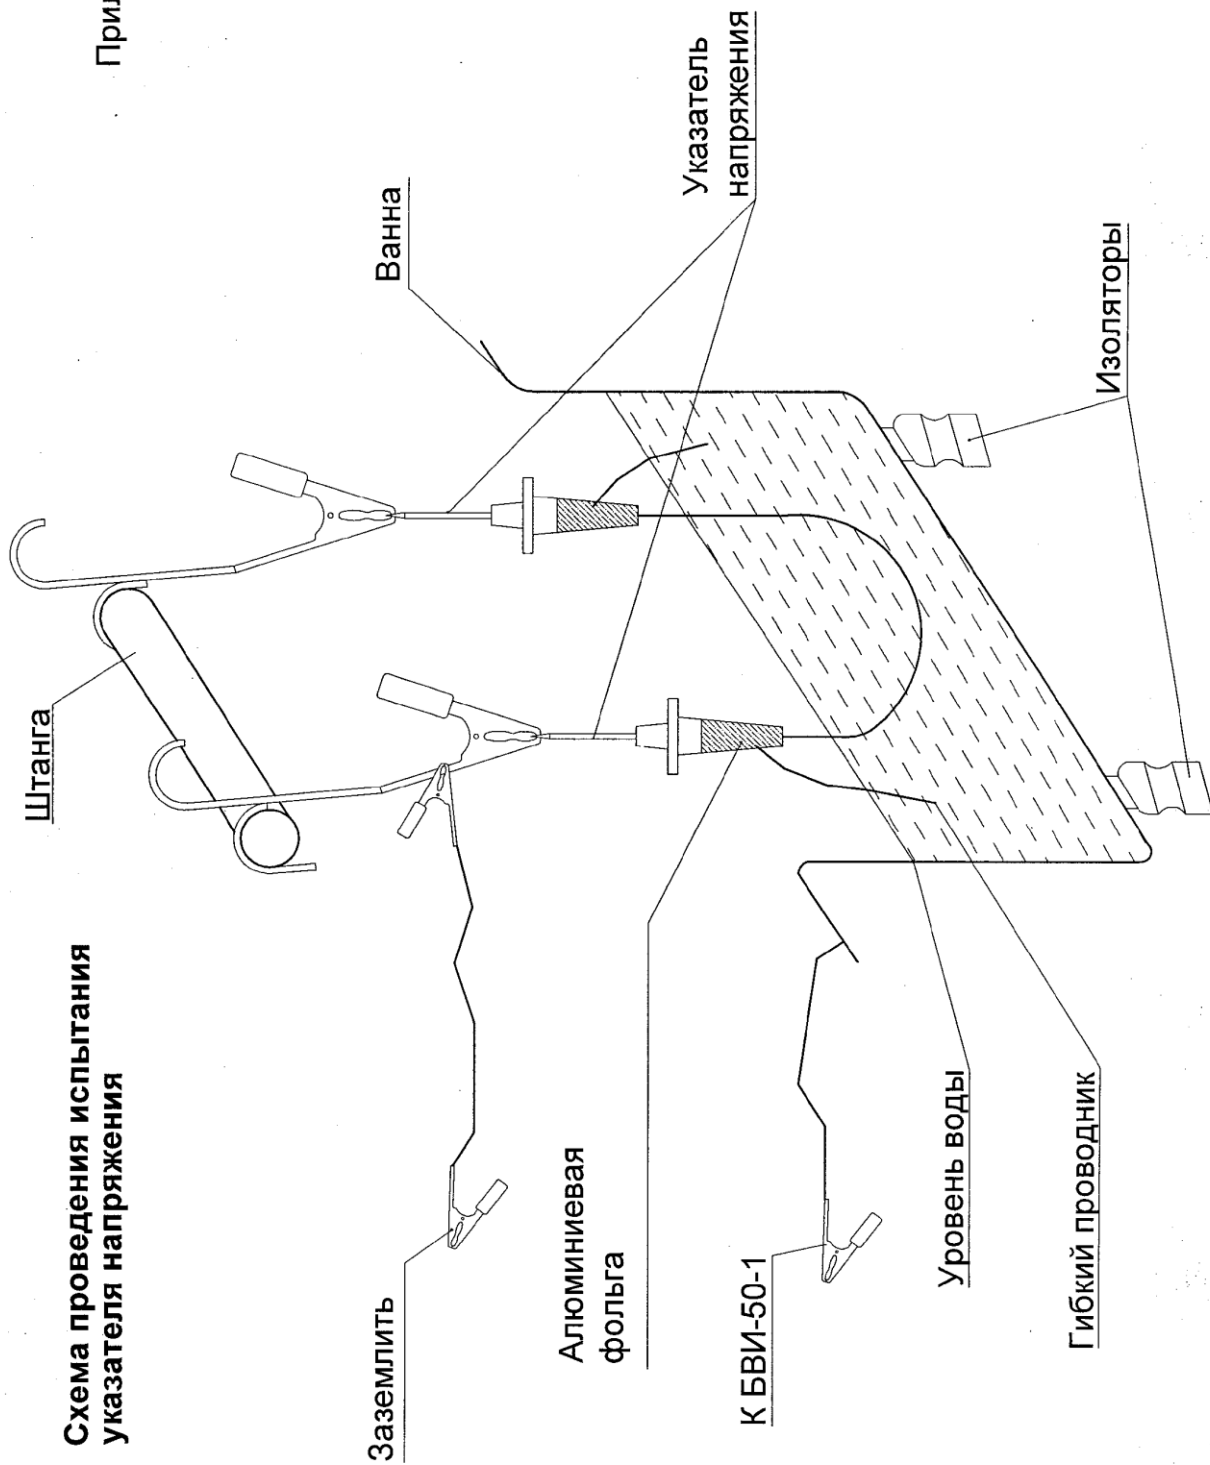 Прил
Схема проведения испытания
указателя напряжения
Штанга
Ванна
Указатель
напряжения
Заземлить
Алюминиевая
фольга
К БВИ-50-1
Изоляторы
Уровень воды
Гибкий проводник